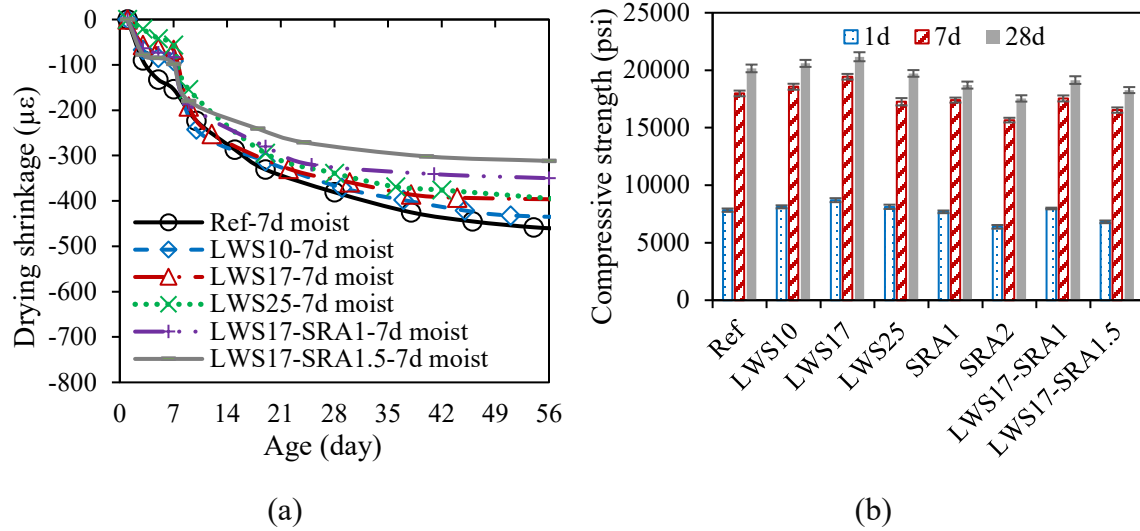 0
-100
-200
-300
-400
-500
-600
-700
-800
Drying shrinkage (με)
Ref-7d moist
LWS10-7d moist
LWS17-7d moist
LWS25-7d moist
LWS17-SRA1-7d moist
LWS17-SRA1.5-7d moist
0 7 14 21 28 35 42 49 56
Age (day)
(a)
25000
20000
15000
10000
5000
0
Compressive strength (psi)
1d 7d 28d
Ref
LWS10
LWS17
LWS25
SRA1
SRA2
LWS17-SRA1
LWS17-SRA1.5
(b)